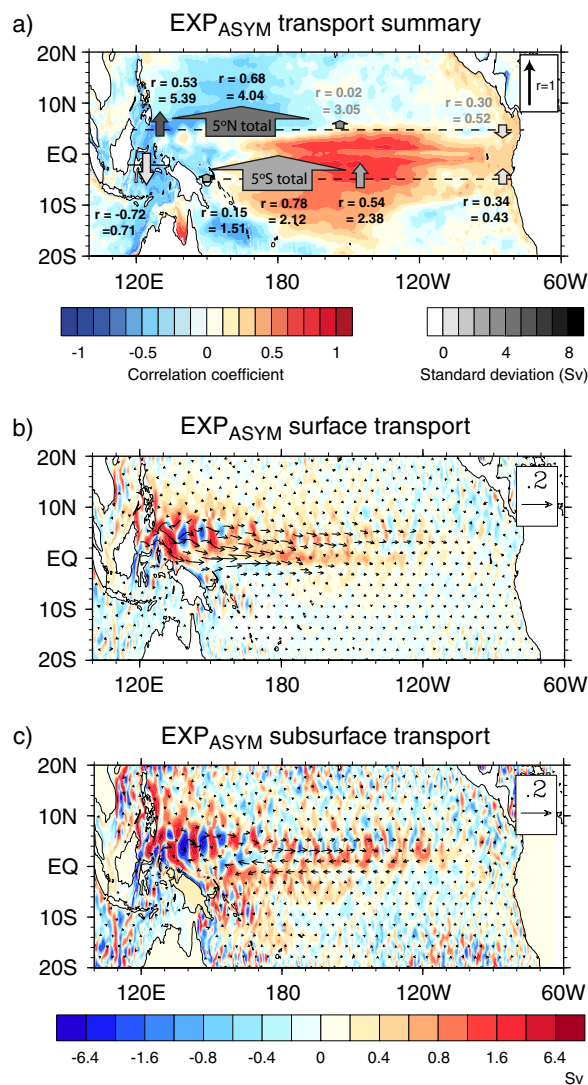 a)
EXP_ASYM transport summary
20N
10N
EQ
10S
20S
r = 0.53
= 5.39
r = 0.68
= 4.04
r = 0.02
= 3.05
r = 0.30
= 0.52
r=1
5ºN total
5ºS total
r = -0.72
=0.71
r = 0.15
= 1.51
r = 0.78
= 2.12
r = 0.54
= 2.38
r = 0.34
= 0.43
120E 180 120W 60W
-1 -0.5 0 0.5 1
Correlation coefficient
0 4 8
Standard deviation (Sv)
b)
EXP_ASYM surface transport
20N
10N
EQ
10S
20S
.2
120E 180 120W 60W
c)
EXP_ASYM subsurface transport
20N
10N
EQ
10S
20S
.2
120E 180 120W 60W
-6.4 -1.6 -0.8 -0.4 0 0.4 0.8 1.6 6.4
Sv